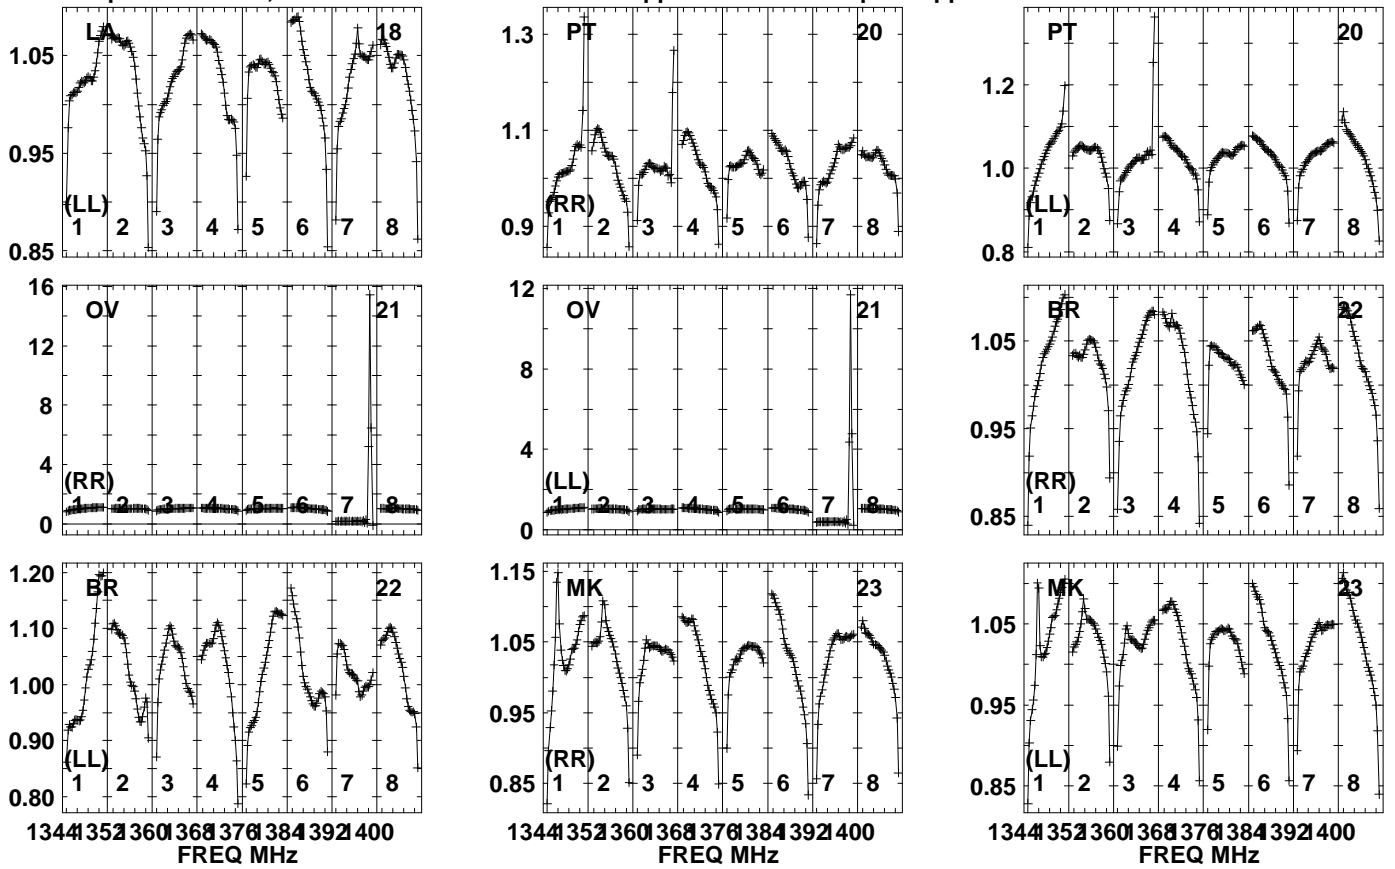 LA 18
1.05
0.95
0.85
(LL)
1 2 3 4 5 6 7 8
PT 20
1.3
1.1
0.9
(RR)
1 2 3 4 5 6 7 8
PT 20
1.2
1.0
0.8
(LL)
1 2 3 4 5 6 7 8
OV 21
16
12
8
4
0
(RR)
1 2 3 4 5 6 7 8
OV 21
12
8
4
0
(LL)
1 2 3 4 5 6 7 8
BR 22
1.05
0.95
0.85
(RR)
1 2 3 4 5 6 7 8
BR 22
1.20
1.10
1.00
0.90
0.80
(LL)
1 2 3 4 5 6 7 8
1344 1352 1360 1368 1376 1384 1392 1400
FREQ MHz
MK 23
1.15
1.05
0.95
0.85
(RR)
1 2 3 4 5 6 7 8
1344 1352 1360 1368 1376 1384 1392 1400
FREQ MHz
MK 23
1.05
0.95
0.85
(LL)
1 2 3 4 5 6 7 8
1344 1352 1360 1368 1376 1384 1392 1400
FREQ MHz